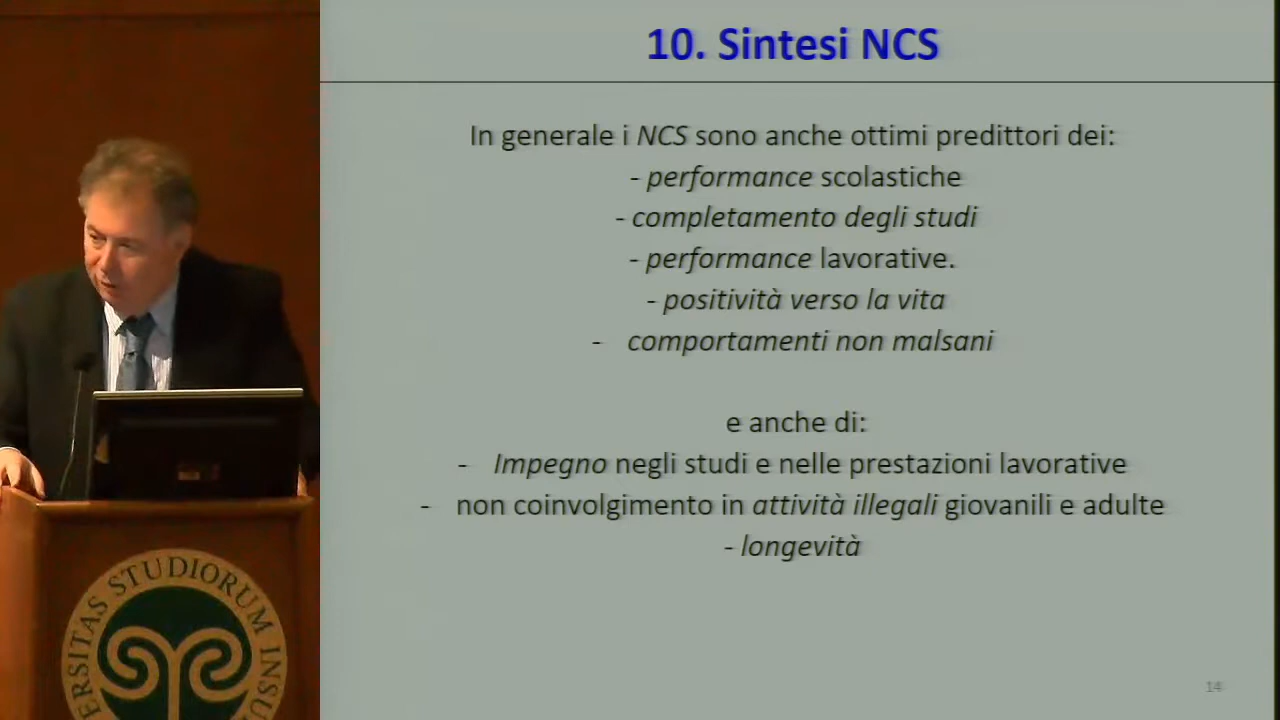 10. Sintesi NCS
In generale i NCS sono anche ottimi predittori dei:
- performance scolastiche
- completamento degli studi
- performance lavorative.
- positività verso la vita
- comportamenti non malsani
e anche di:
- Impegno negli studi e nelle prestazioni lavorative
- non coinvolgimento in attività illegali giovanili e adulte
- longevità
14
ERSITAS STUDIORUM INSU